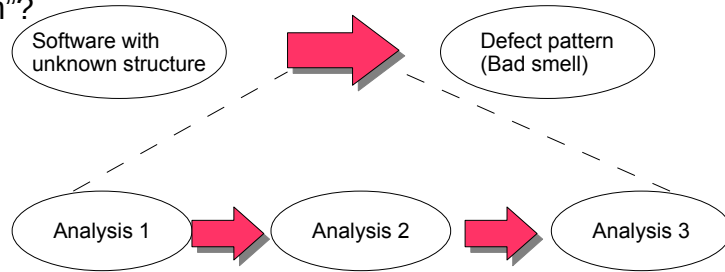 n"?
Software with
unknown structure
Defect pattern
(Bad smell)
Analysis 1
Analysis 2
Analysis 3